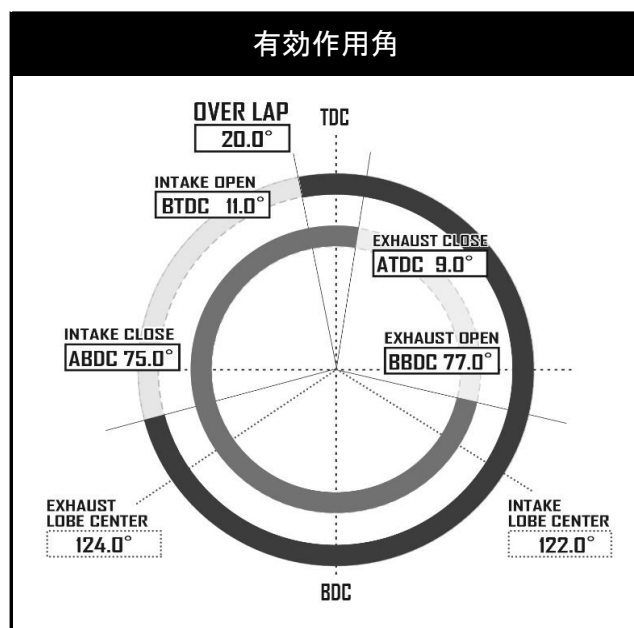 有効作用角
OVER LAP
20.0°
TDC
INTAKE OPEN
BTDC 11.0°
EXHAUST CLOSE
ATDC 9.0°
INTAKE CLOSE
ABDC 75.0°
EXHAUST OPEN
BBDC 77.0°
EXHAUST
LOBE CENTER
124.0°
INTAKE
LOBE CENTER
122.0°
BDC